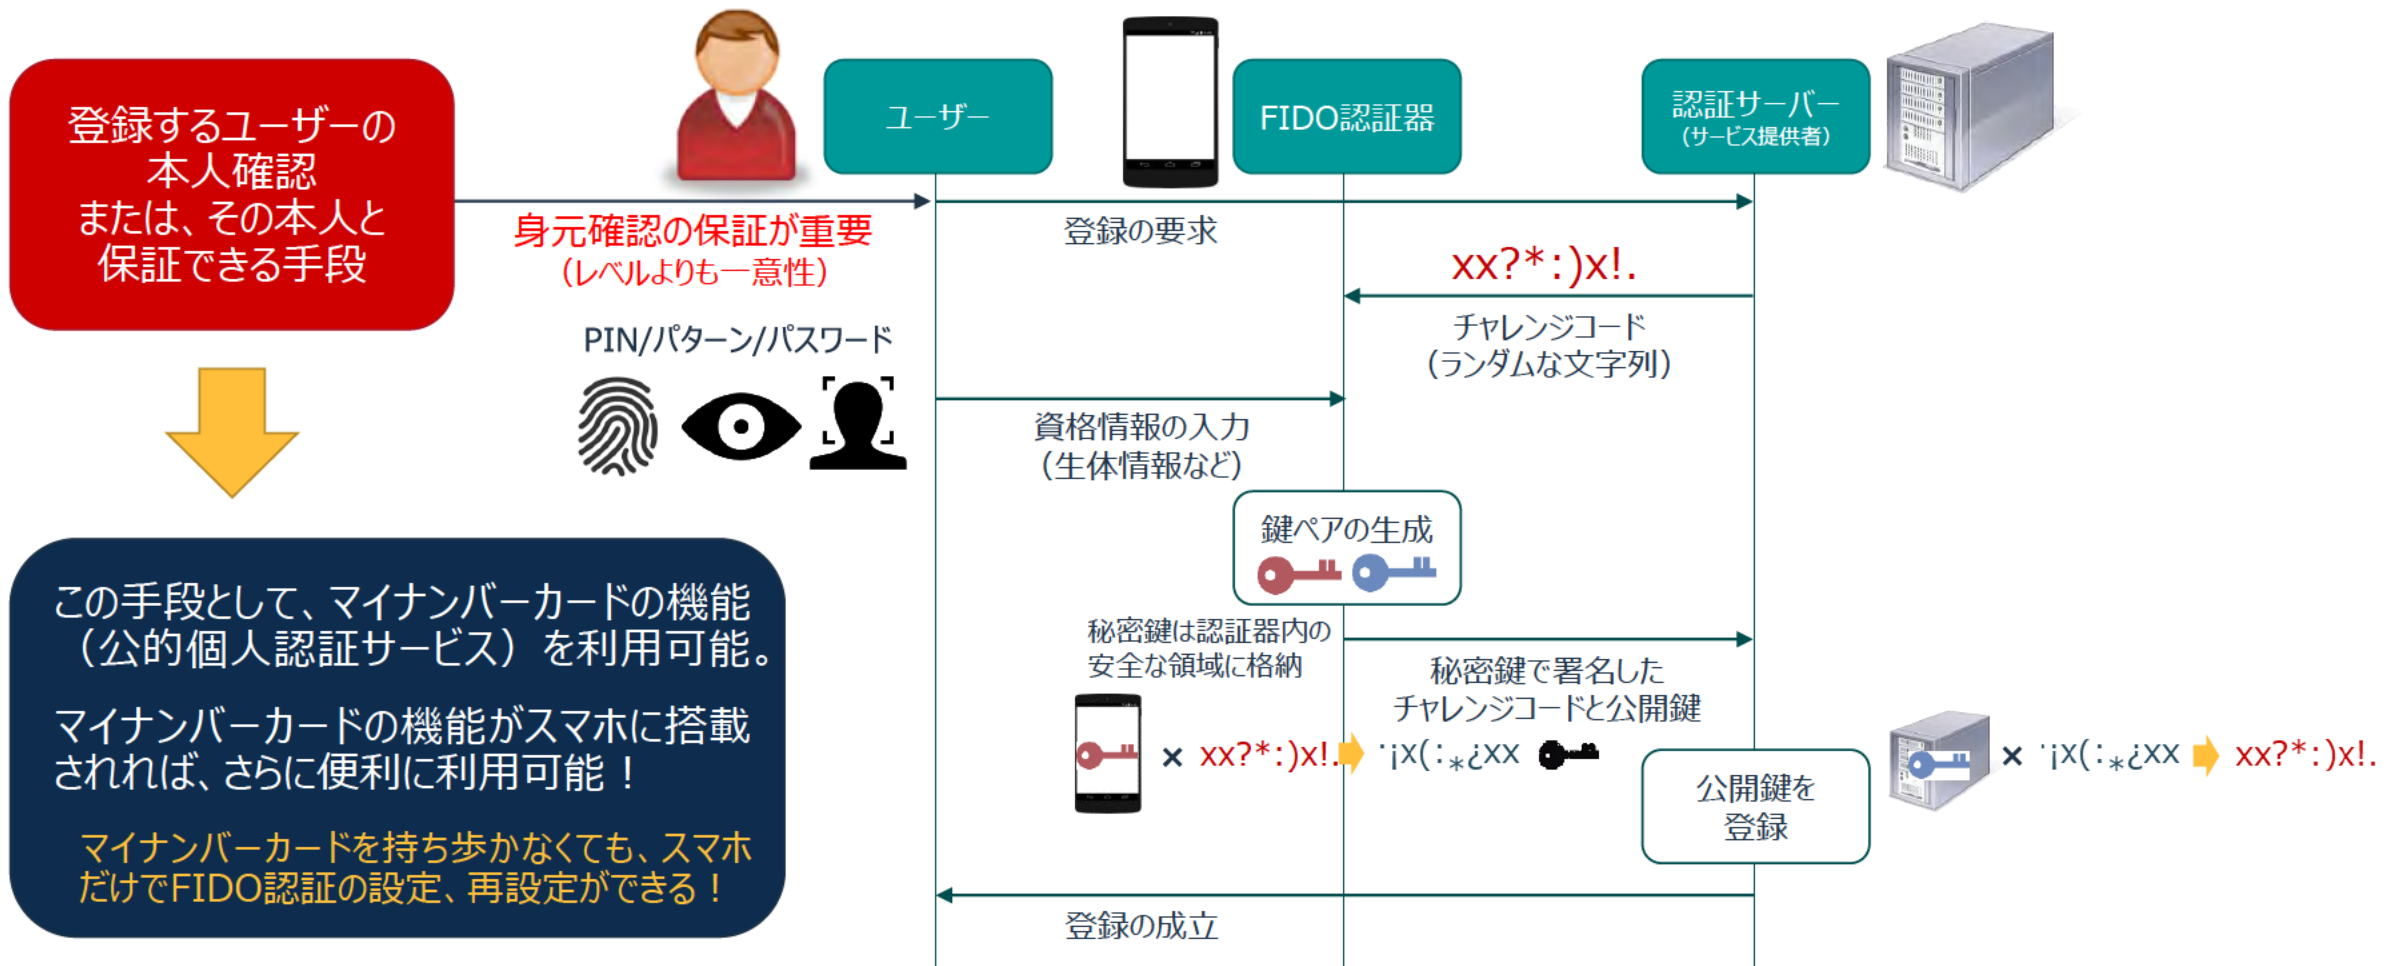 登録するユーザーの
本人確認
または、その本人と
保証できる手段
ユーザー
FIDO認証器
認証サーバー
(サービス提供者)
身元確認の保証が重要
(レベルよりも一意性)
登録の要求
xx?*:)x!.
チャレンジコード
(ランダムな文字列)
PIN/パターン/パスワード
資格情報の入力
(生体情報など)
鍵ペアの生成
秘密鍵は認証器内の
安全な領域に格納
秘密鍵で署名した
チャレンジコードと公開鍵
× xx?*:)x!. ·¡x(:*¿xx
公開鍵を
登録
× ·¡x(:*¿xx xx?*:)x!.
登録の成立
この手段として、マイナンバーカードの機能
(公的個人認証サービス)を利用可能。
マイナンバーカードの機能がスマホに搭載
されれば、さらに便利に利用可能!
マイナンバーカードを持ち歩かなくても、スマホ
だけでFIDO認証の設定、再設定ができる!